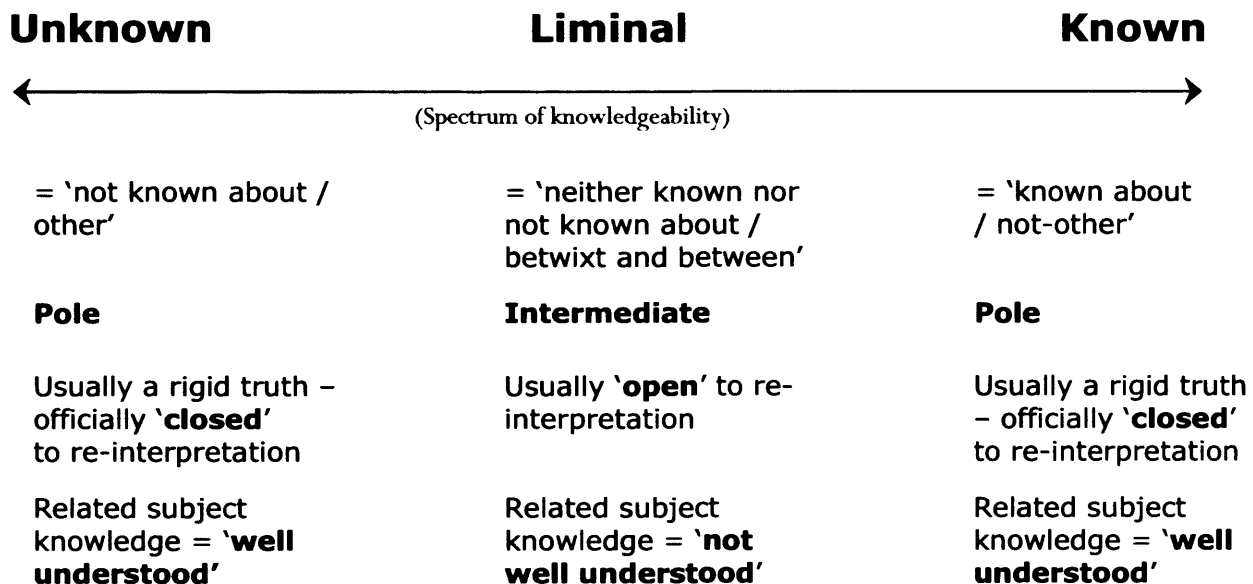 Unknown
Liminal
Known
(Spectrum of knowledgeability)
= ‘not known about /
other’
= ‘neither known nor
not known about /
betwixt and between’
= ‘known about
/ not-other’
Pole
Intermediate
Pole
Usually a rigid truth –
officially ‘closed’
to re-interpretation
Usually ‘open’ to re-
interpretation
Usually a rigid truth
– officially ‘closed’
to re-interpretation
Related subject
knowledge = ‘well
understood’
Related subject
knowledge = ‘not
well understood’
Related subject
knowledge = ‘well
understood’